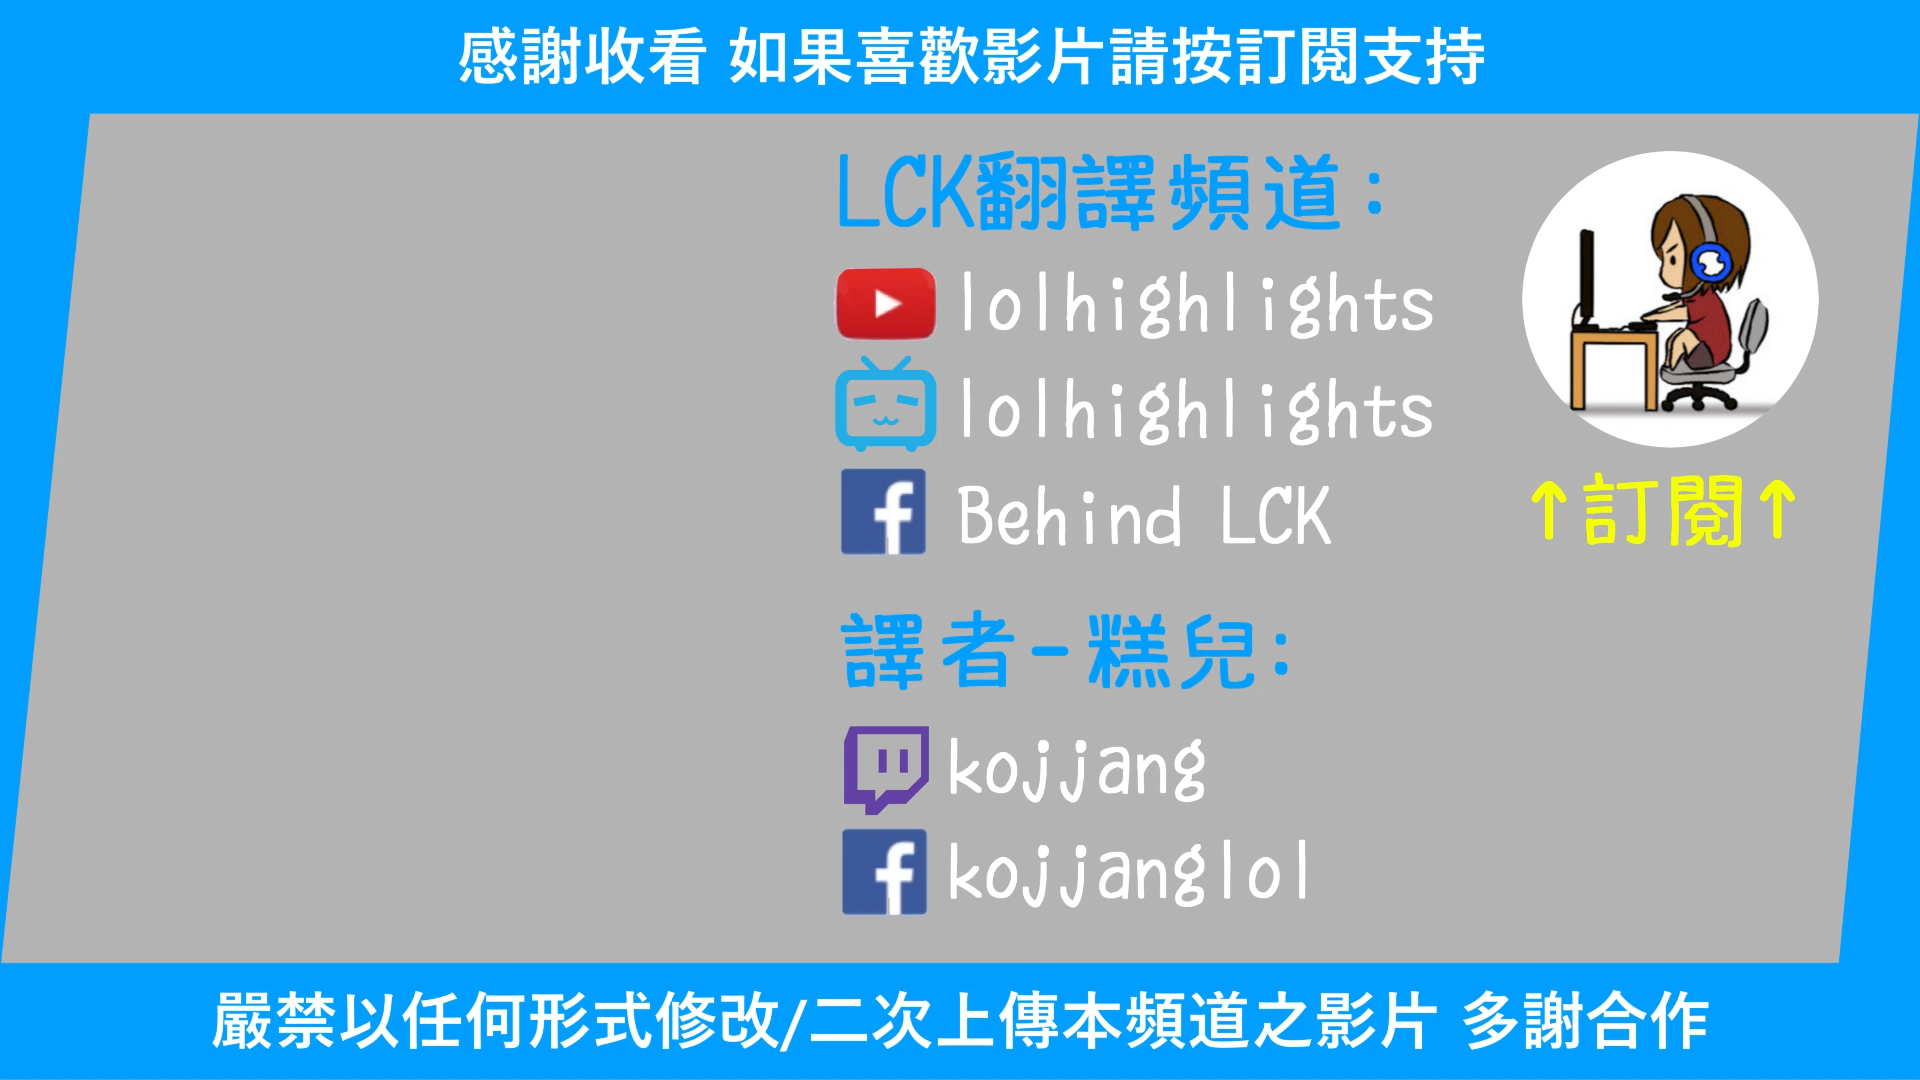 感謝收看 如果喜歡影片請按訂閱支持
LCK翻譯頻道:
lolhighlights
lolhighlights
Behind LCK
↑訂閱↑
譯者-糕兒:
kojjang
kojjanglol
嚴禁以任何形式修改/二次上傳本頻道之影片 多謝合作